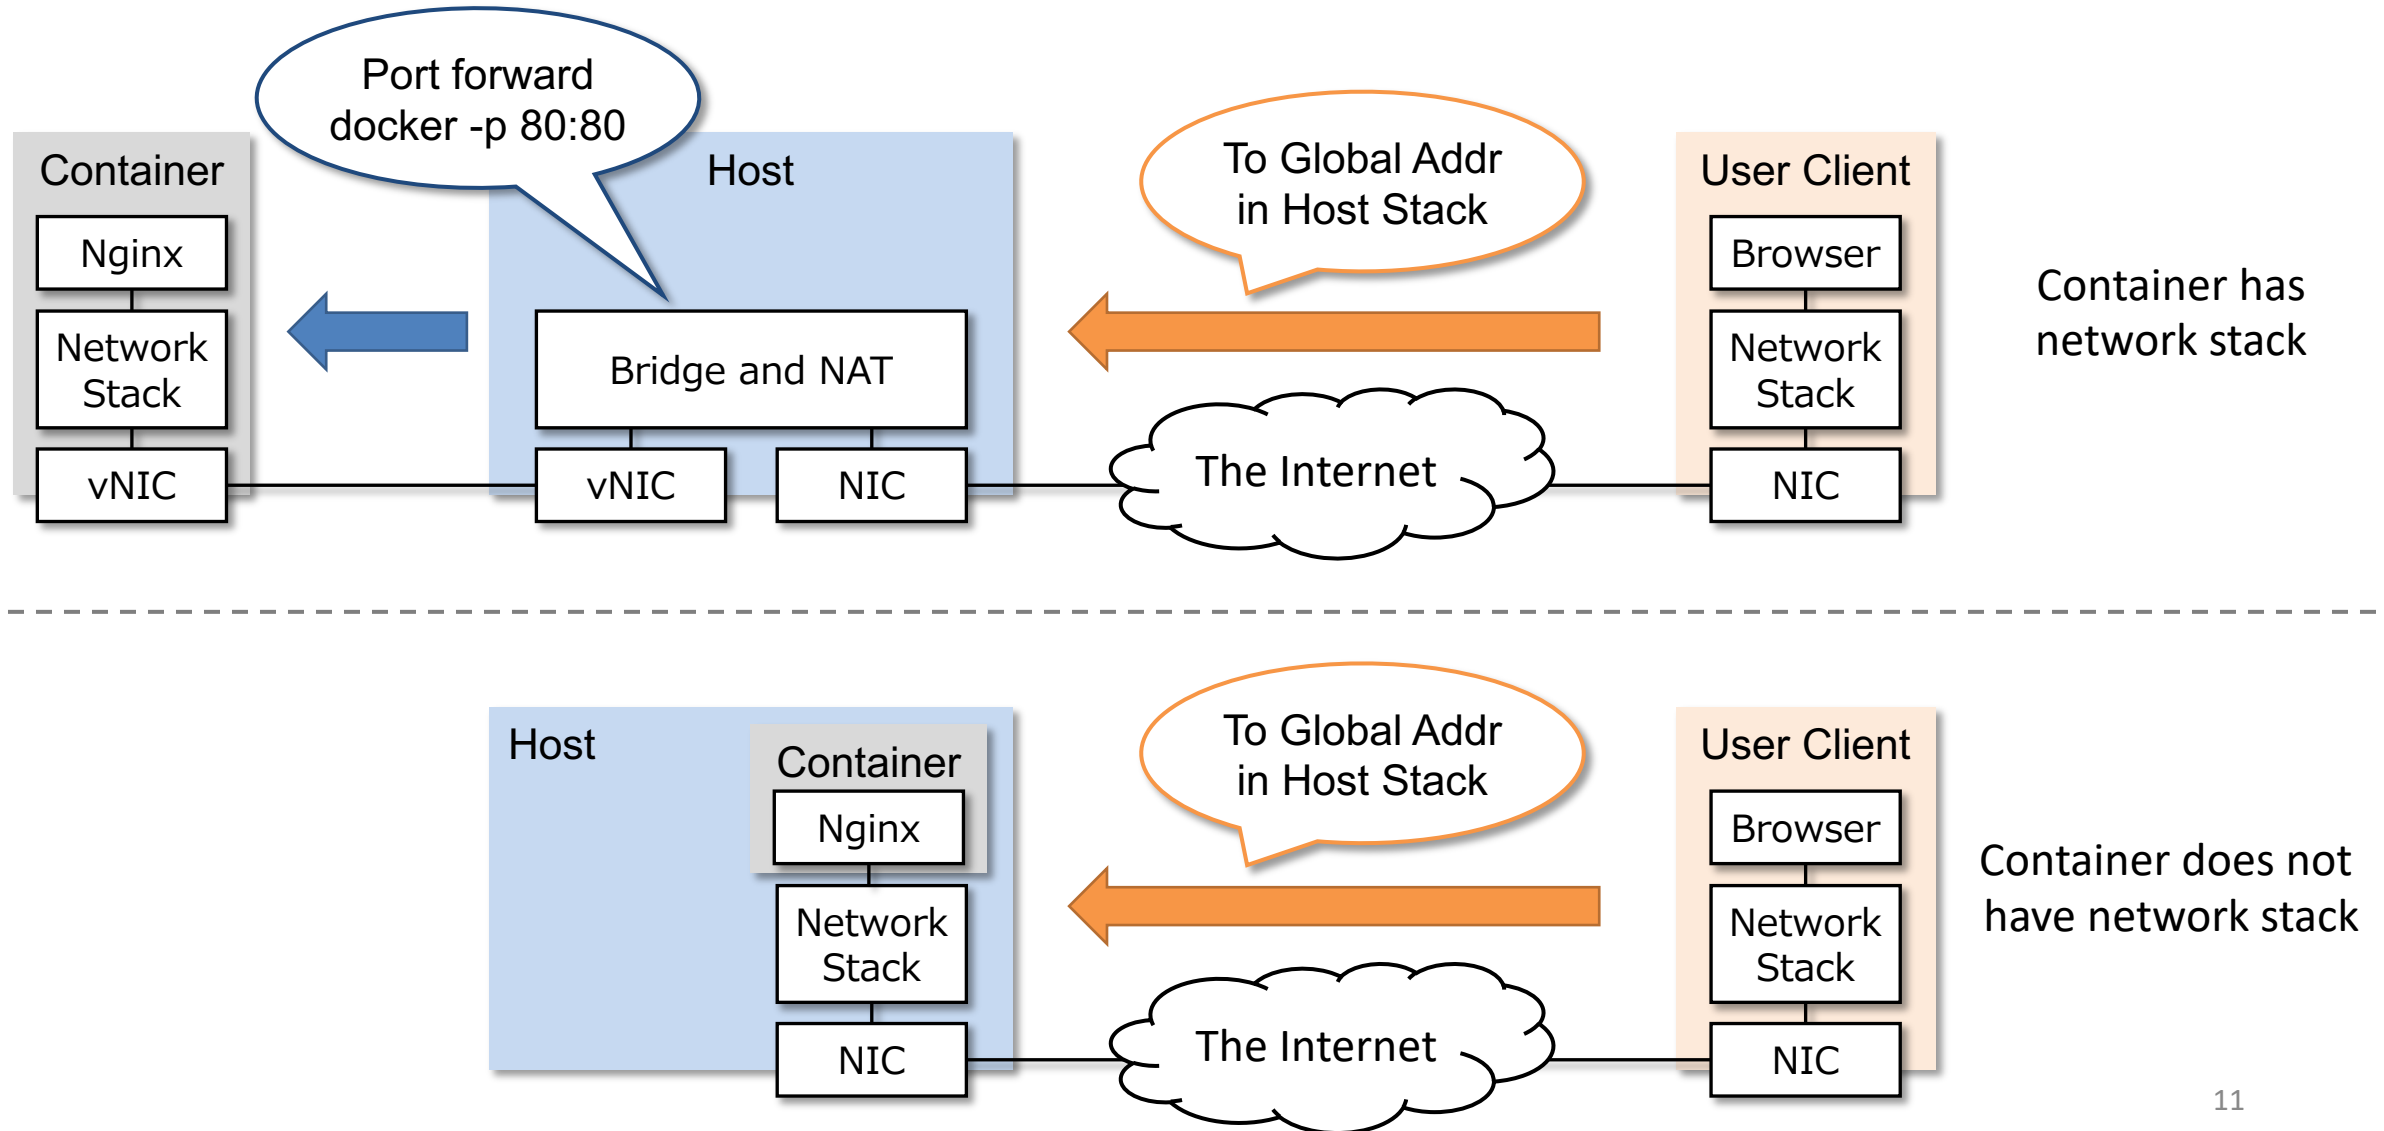 Port forward
docker -p 80:80
Container
Host
To Global Addr
in Host Stack
User Client
Nginx
Browser
Container has
network stack
Network
Stack
Bridge and NAT
Network
Stack
vNIC
vNIC
NIC
The Internet
NIC
Host
Container
To Global Addr
in Host Stack
User Client
Nginx
Browser
Container does not
have network stack
Network
Stack
Network
Stack
NIC
The Internet
NIC
11